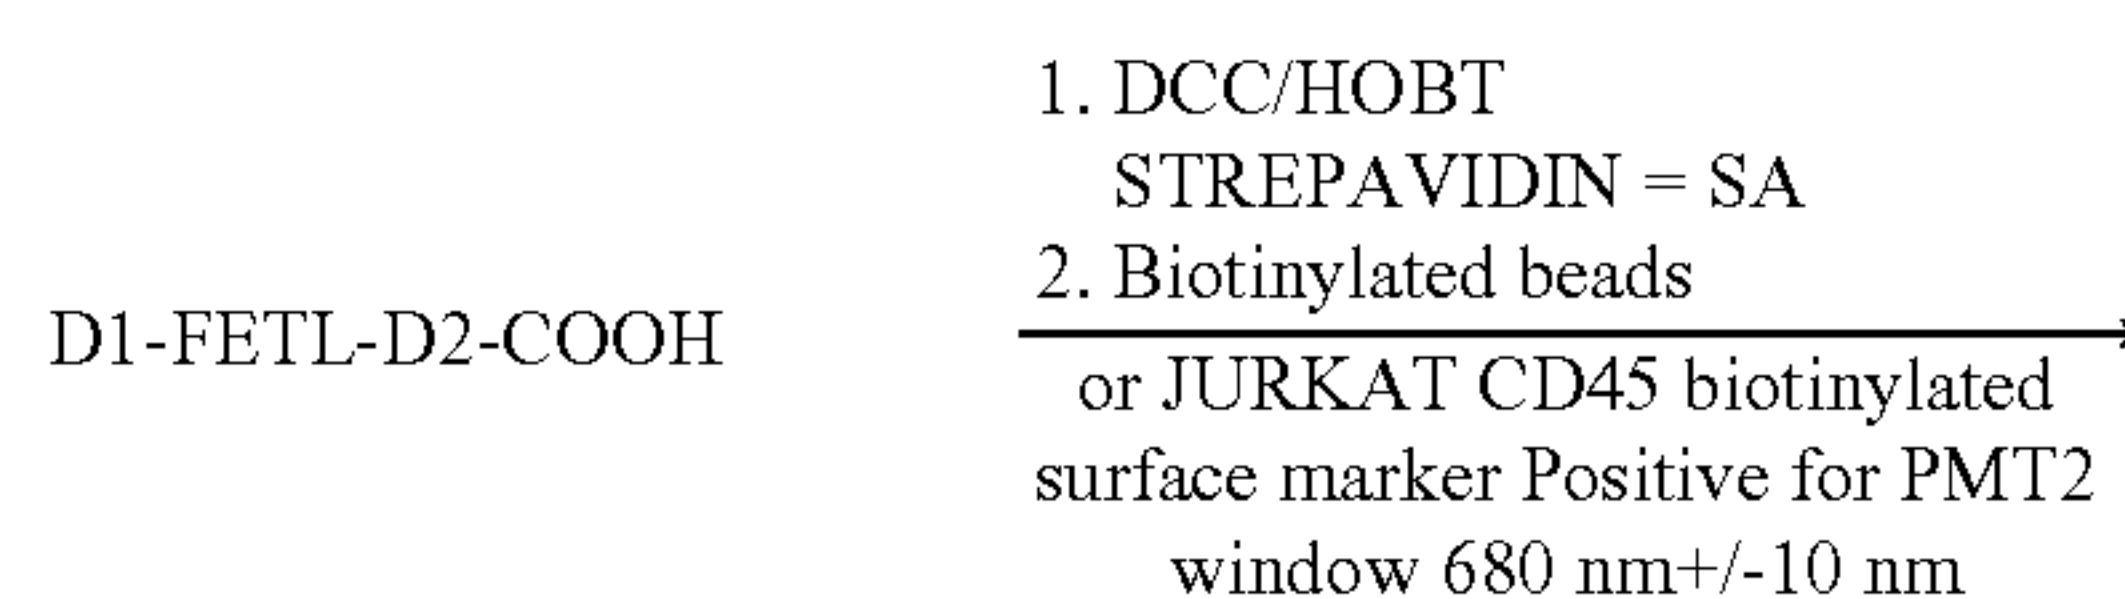 1. DCC/HOBT
STREPAVIDIN = SA
2. Biotinylated beads
D1-FETL-D2-COOH
or JURKAT CD45 biotinylated
surface marker Positive for PMT2
window 680 nm+/-10 nm